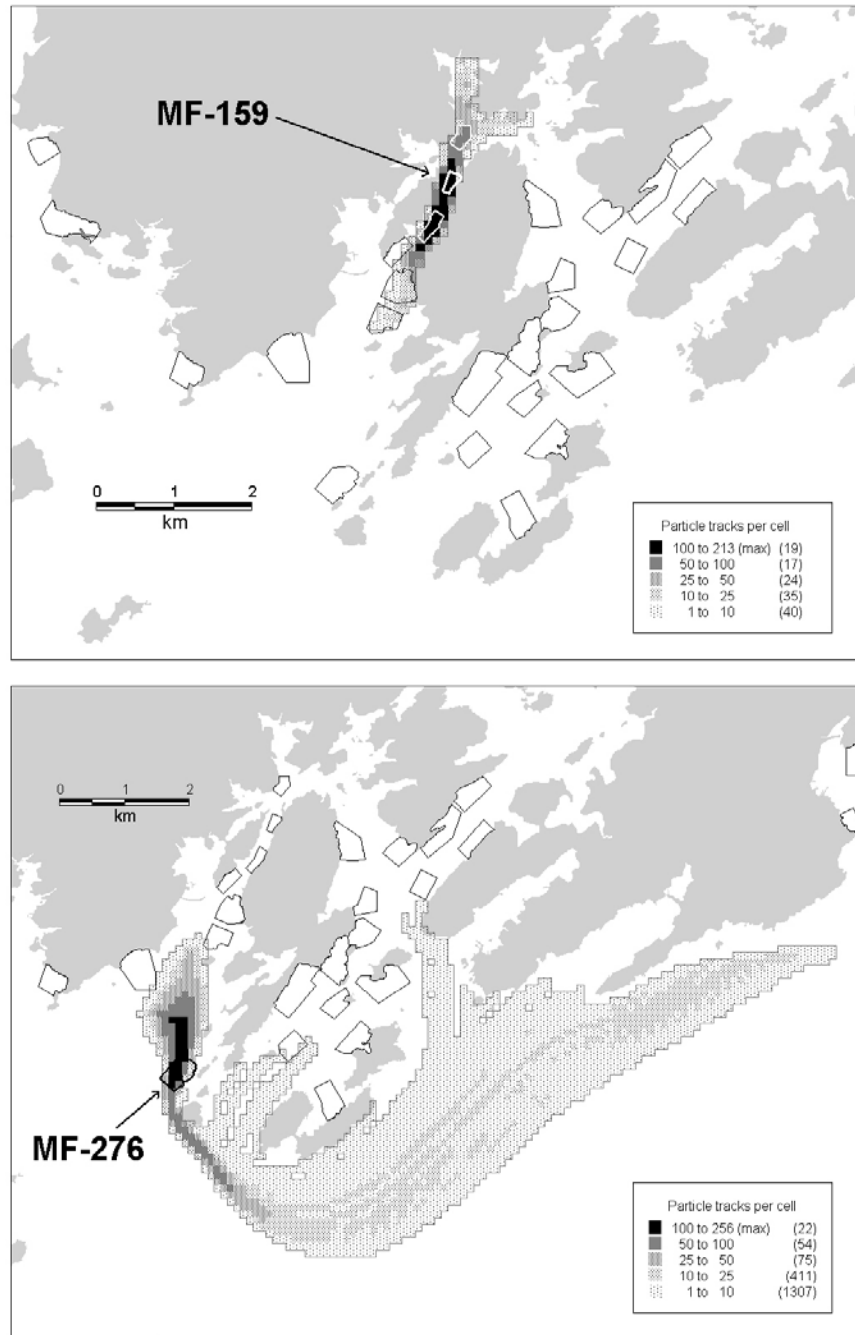 MF-159
0 1 2
km
Particle tracks per cell
100 to 213 (max) (19)
50 to 100 (17)
25 to 50 (24)
10 to 25 (35)
1 to 10 (40)
0 1 2
km
MF-276
Particle tracks per cell
100 to 256 (max) (22)
50 to 100 (54)
25 to 50 (75)
10 to 25 (411)
1 to 10 (1307)